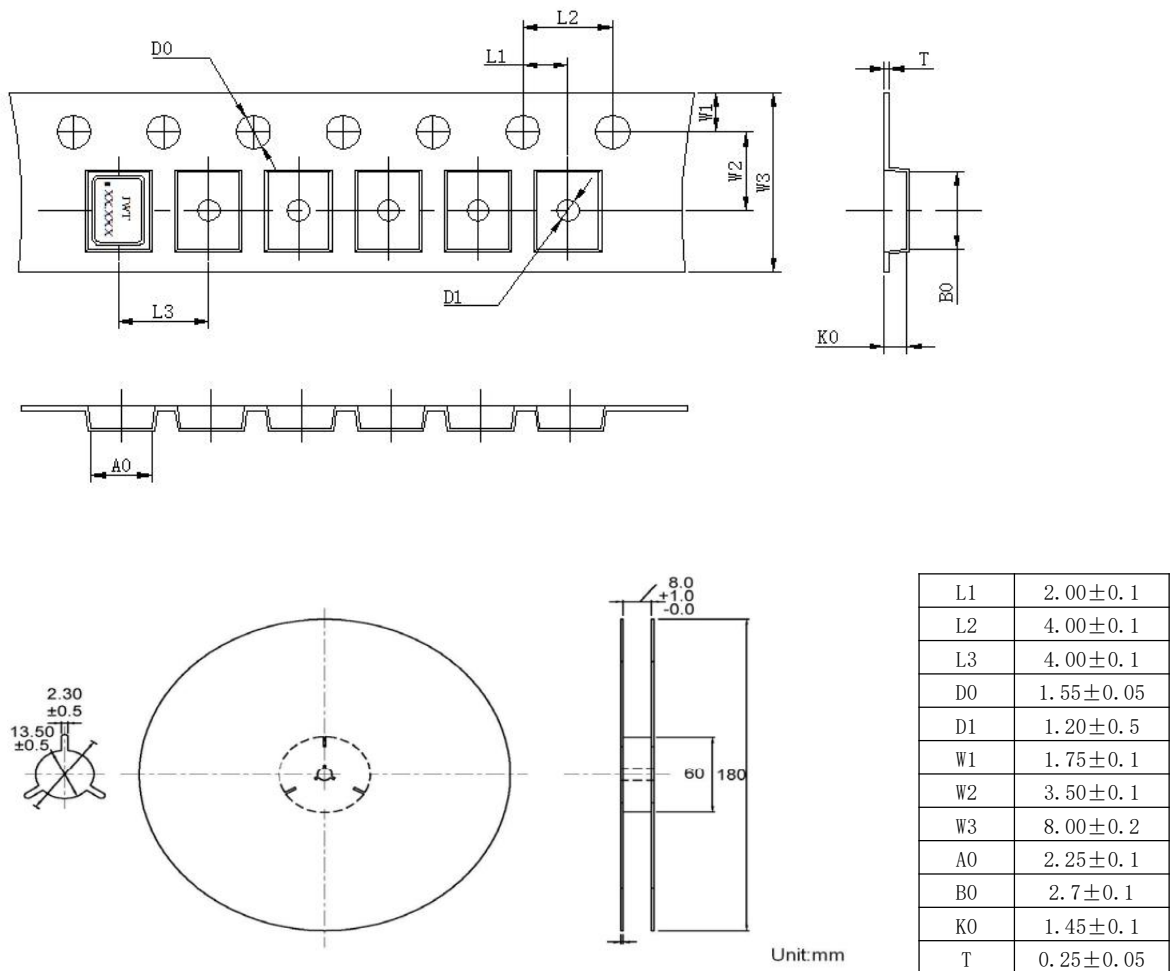 L2
D0
L1
T
W1
W2
W3
JWT
XX.XXX
D1
L3
B0
K0
A0
8.0
+1.0
-0.0
2.30
±0.5
13.50
±0.5
60
180
Unit:mm
L1 2.00±0.1
L2 4.00±0.1
L3 4.00±0.1
D0 1.55±0.05
D1 1.20±0.5
W1 1.75±0.1
W2 3.50±0.1
W3 8.00±0.2
A0 2.25±0.1
B0 2.7±0.1
K0 1.45±0.1
T 0.25±0.05